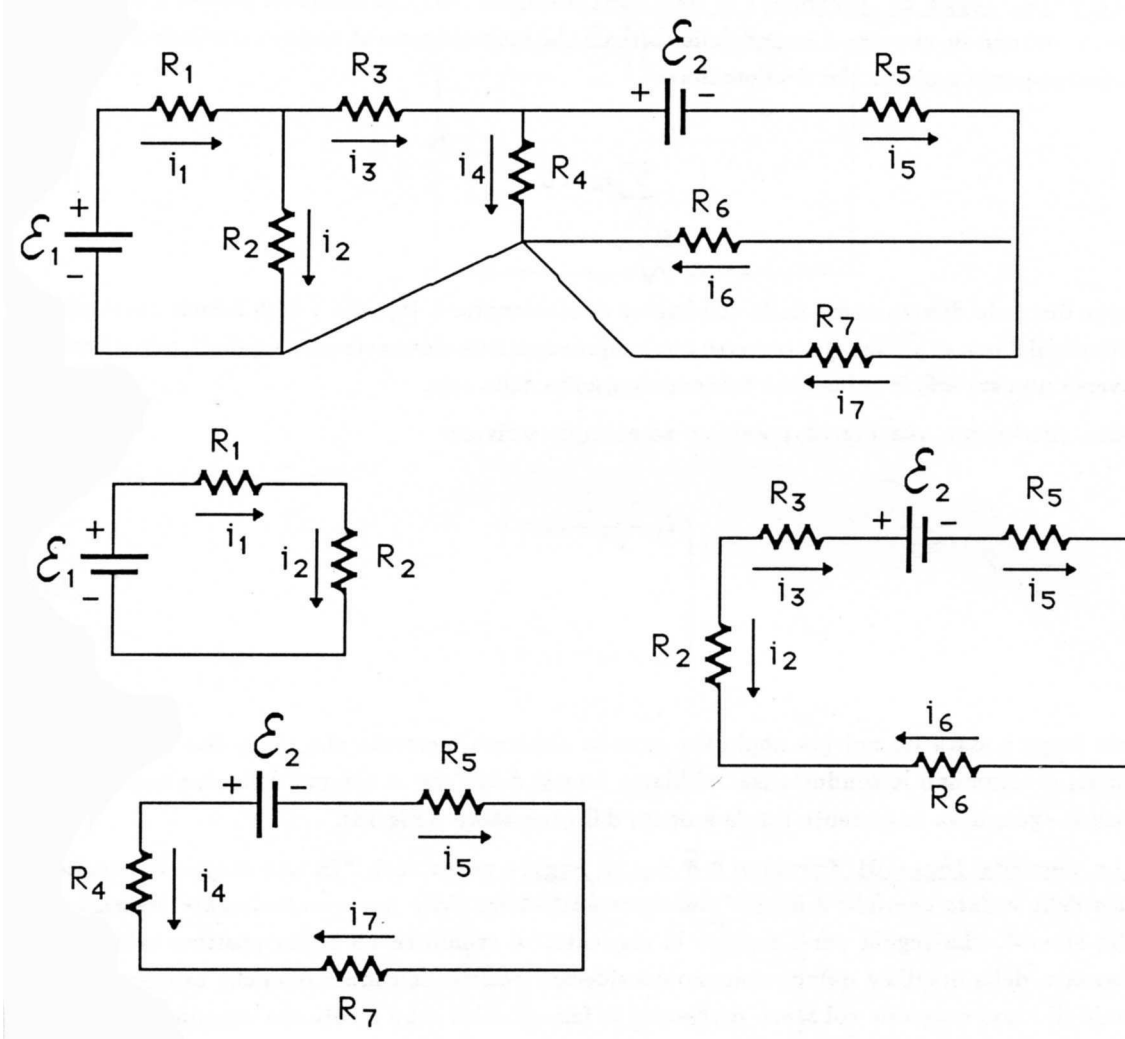 R₁ R₃ ℰ₂ R₅
+ −
i₁ i₃ i₄ R₄ i₅
R₆
+ ℰ₁ − R₂ i₂
i₆
R₇
i₇
R₁
+ i₁
ℰ₁ i₂ R₂
−
R₃ ℰ₂ R₅
+ −
i₃ i₅
R₂ i₂
i₆
R₆
ℰ₂ R₅
+ −
i₅
R₄ i₄
i₇
R₇